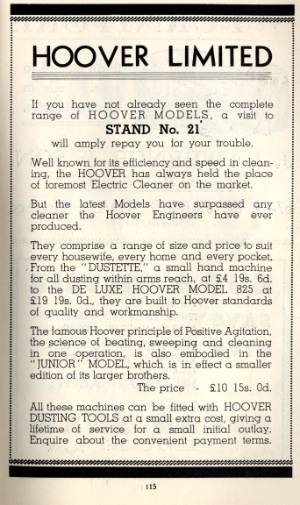 HOOVER LIMITED
If you have not already seen the complete
range of HOOVER MODELS, a visit to
STAND No. 21
will amply repay you for your trouble.
Well known for its efficiency and speed in clean-
ing, the HOOVER has always held the place
of foremost Electric Cleaner on the market.
But the latest Models have surpassed any
cleaner the Hoover Engineers have ever
produced.
They comprise a range of size and price to suit
every housewife, every home and every pocket.
From the "DUSTETTE," a small hand machine
for all dusting within arms reach, at £4 19s. 6d.
to the DE LUXE HOOVER MODEL 825 at
£19 19s. 0d., they are built to Hoover standards
of quality and workmanship.
The famous Hoover principle of Positive Agitation,
the science of beating, sweeping and cleaning
in one operation, is also embodied in the
"JUNIOR" MODEL, which is in effect a smaller
edition of its larger brothers.
The price - £10 15s. 0d.
All these machines can be fitted with HOOVER
DUSTING TOOLS at a small extra cost, giving a
lifetime of service for a small initial outlay.
Enquire about the convenient payment terms.
115